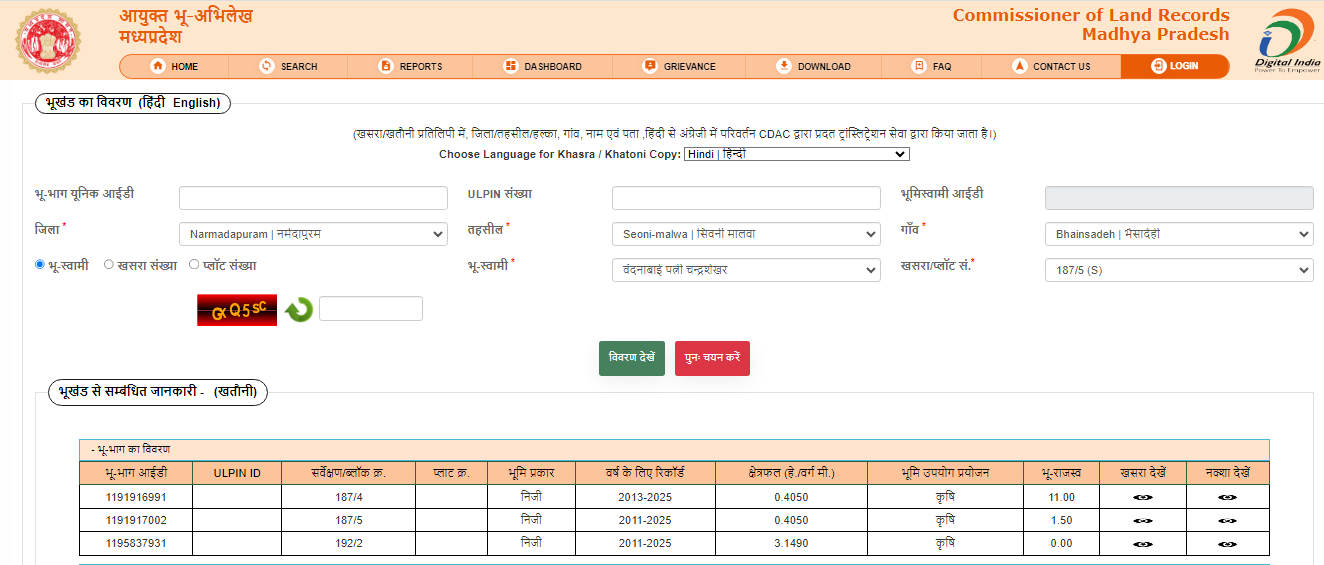 आयुक्त भू-अभिलेख
मध्यप्रदेश
Commissioner of Land Records
Madhya Pradesh
Digital India
Power To Empower
HOME SEARCH REPORTS DASHBOARD GRIEVANCE DOWNLOAD FAQ CONTACT US LOGIN
भूखंड का विवरण (हिंदी English)
(खसरा/खतौनी प्रतिलिपी में, जिला/तहसील/हल्का, गांव, नाम एवं पता ,हिंदी से अंग्रेजी में परिवर्तन CDAC द्वारा प्रदत ट्रांस्लिट्रेशन सेवा द्वारा किया जाता है।)
Choose Language for Khasra / Khatoni Copy: Hindi | हिन्दी
भू-भाग यूनिक आईडी ULPIN संख्या भूमिस्वामी आईडी
जिला * Narmadapuram | नर्मदापुरम तहसील * Seoni-malwa | सिवनी मालवा गाँव * Bhainsadeh | भैसादेही
भू-स्वामी खसरा संख्या प्लॉट संख्या भू-स्वामी * वंदनाबाई पत्नी चन्द्रशेखर खसरा/प्लॉट सं.* 187/5 (S)
विवरण देखें पुनः चयन करें
भूखंड से सम्बंधित जानकारी - (खतौनी)
- भू-भाग का विवरण
भू-भाग आईडी ULPIN ID सर्वेक्षण/ब्लॉक क्र. प्लाट क्र. भूमि प्रकार वर्ष के लिए रिकॉर्ड क्षेत्रफल (हे./वर्ग मी.) भूमि उपयोग प्रयोजन भू-राजस्व खसरा देखें नक्शा देखें
1191916991 187/4 निजी 2013-2025 0.4050 कृषि 11.00
1191917002 187/5 निजी 2011-2025 0.4050 कृषि 1.50
1195837931 192/2 निजी 2011-2025 3.1490 कृषि 0.00